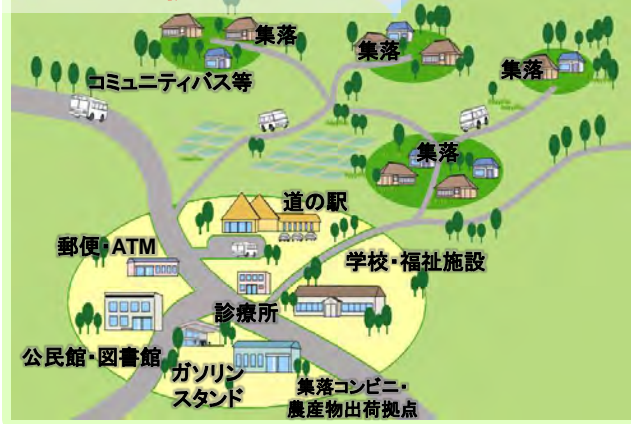 集落
集落
集落
コミュニティバス等
集落
道の駅
郵便・ATM
学校・福祉施設
診療所
公民館・図書館
ガソリン
スタンド
集落コンビニ・
農産物出荷拠点